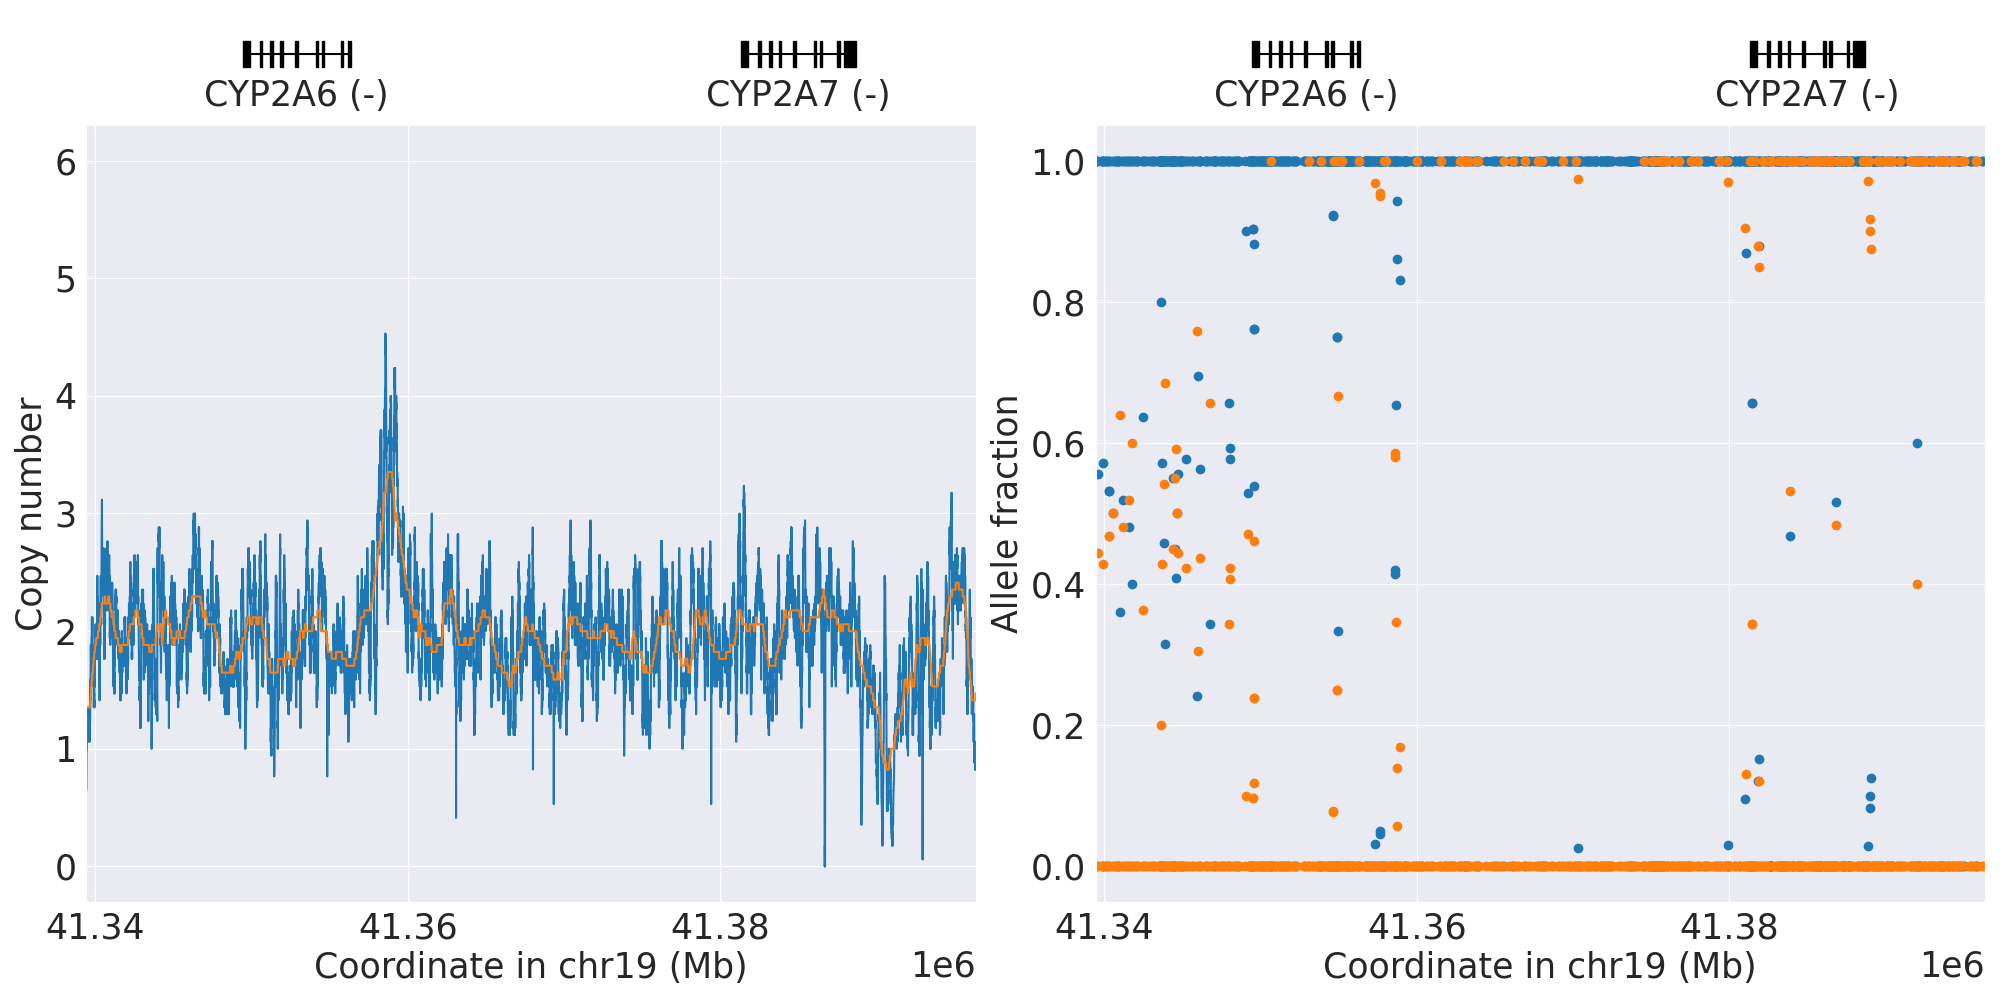 CYP2A6 (-) CYP2A7 (-)
CYP2A6 (-) CYP2A7 (-)
Copy number
6
5
4
3
2
1
0
41.34 41.36 41.38
Coordinate in chr19 (Mb) 1e6
Allele fraction
1.0
0.8
0.6
0.4
0.2
0.0
41.34 41.36 41.38
Coordinate in chr19 (Mb) 1e6